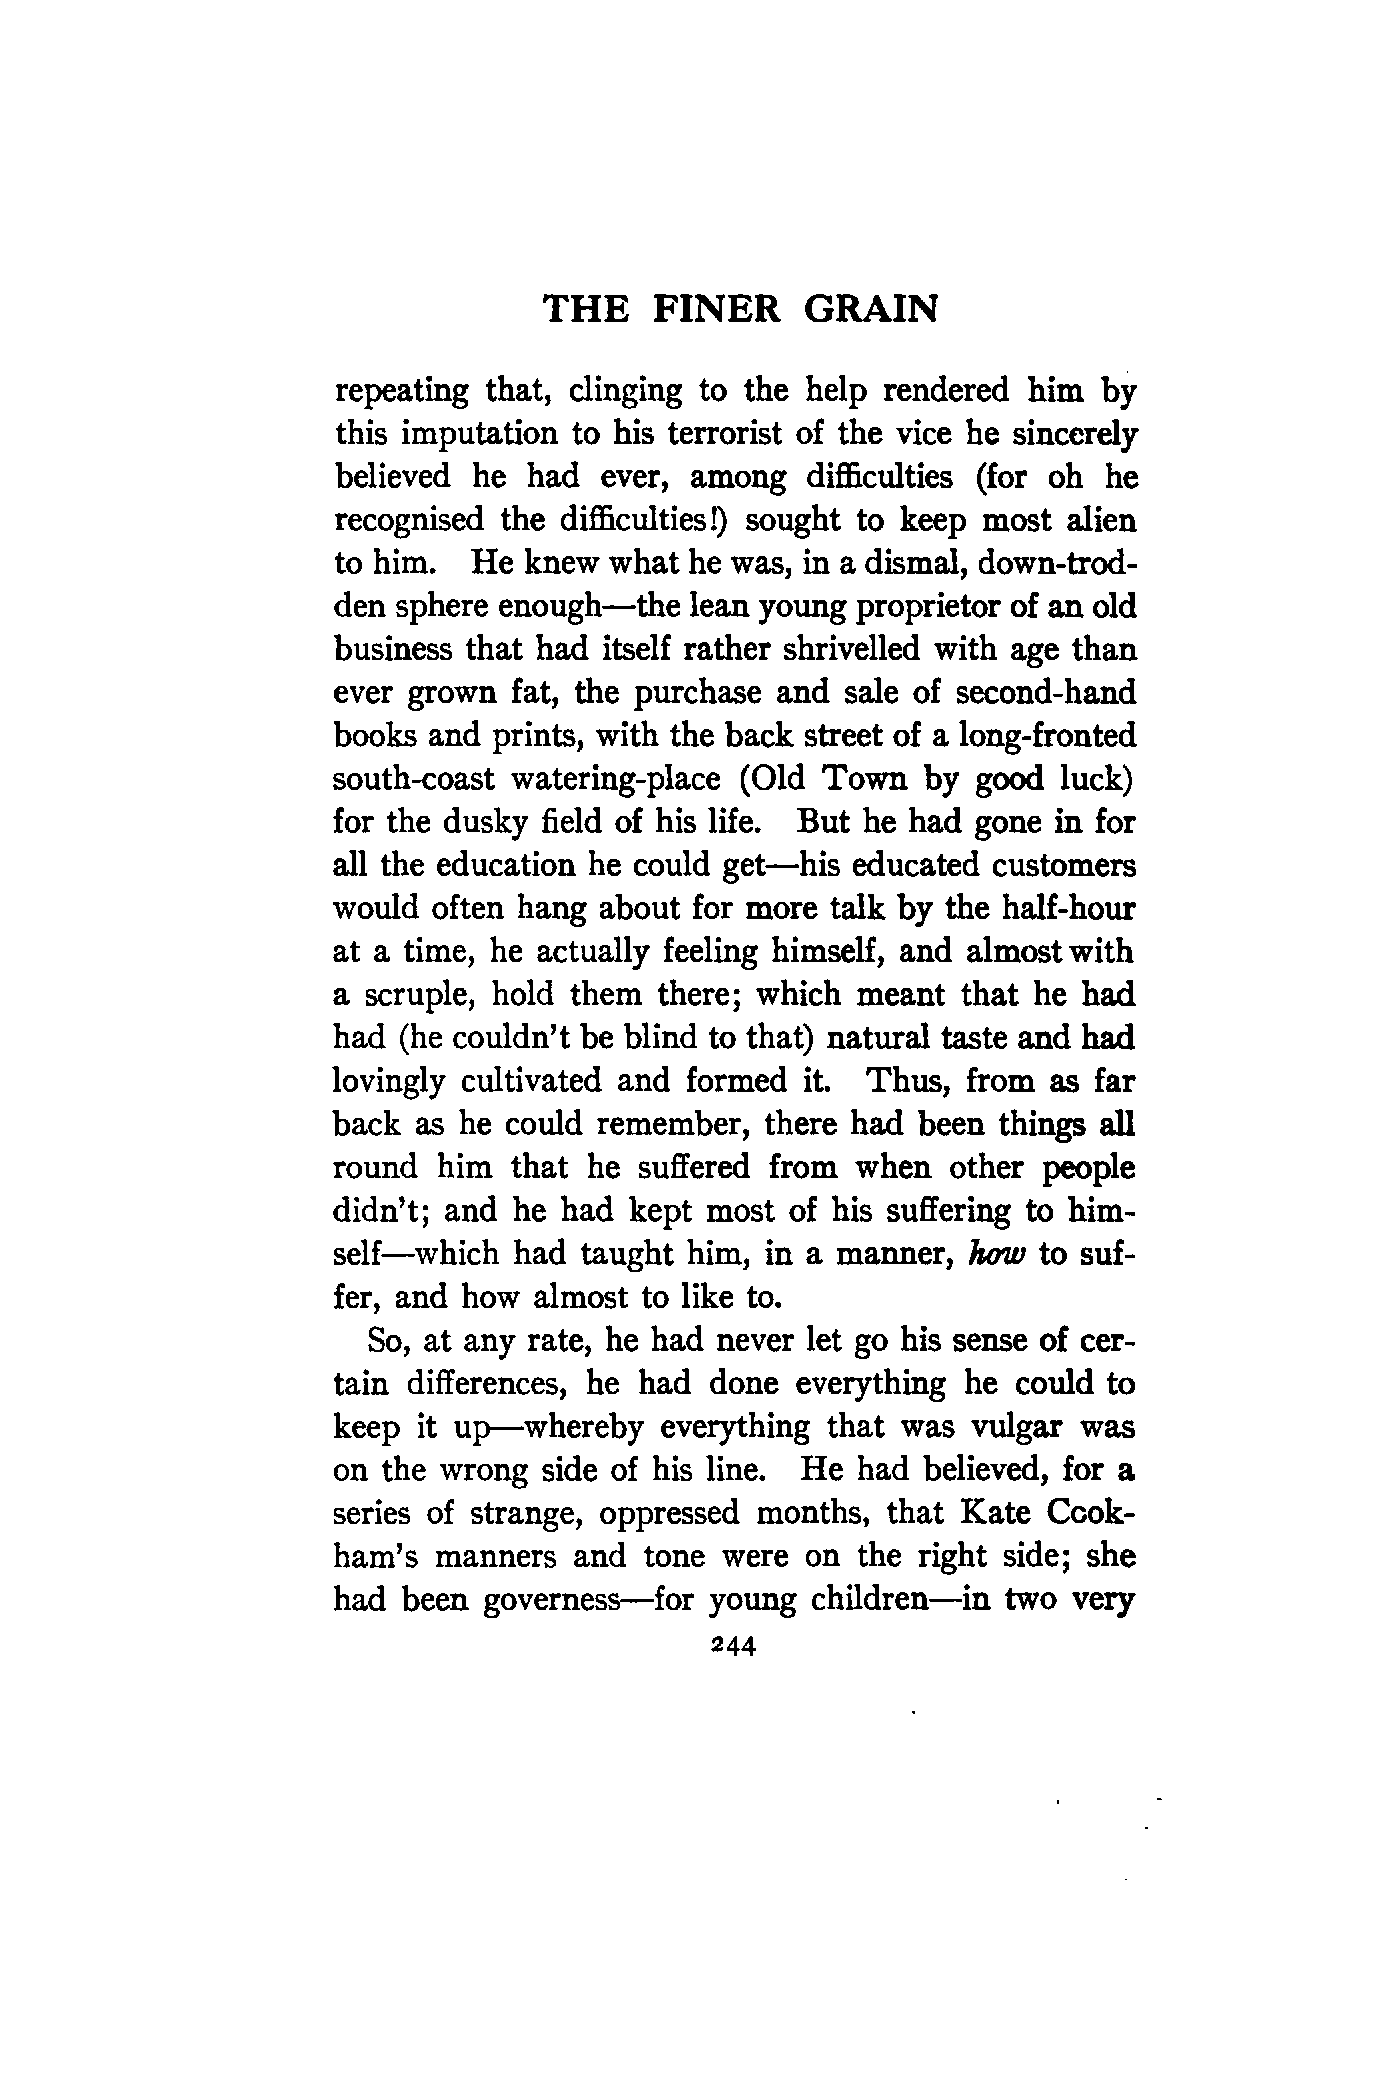 THE FINER GRAIN
repeating that, clinging to the help rendered him by
this imputation to his terrorist of the vice he sincerely
believed he had ever, among difficulties (for oh he
recognised the difficulties!) sought to keep most alien
to him. He knew what he was, in a dismal, down-trod-
den sphere enough—the lean young proprietor of an old
business that had itself rather shrivelled with age than
ever grown fat, the purchase and sale of second-hand
books and prints, with the back street of a long-fronted
south-coast watering-place (Old Town by good luck)
for the dusky field of his life. But he had gone in for
all the education he could get—his educated customers
would often hang about for more talk by the half-hour
at a time, he actually feeling himself, and almost with
a scruple, hold them there; which meant that he had
had (he couldn't be blind to that) natural taste and had
lovingly cultivated and formed it. Thus, from as far
back as he could remember, there had been things all
round him that he suffered from when other people
didn't; and he had kept most of his suffering to him-
self—which had taught him, in a manner, how to suf-
fer, and how almost to like to.
So, at any rate, he had never let go his sense of cer-
tain differences, he had done everything he could to
keep it up—whereby everything that was vulgar was
on the wrong side of his line. He had believed, for a
series of strange, oppressed months, that Kate Cook-
ham's manners and tone were on the right side; she
had been governess—for young children—in two very
244